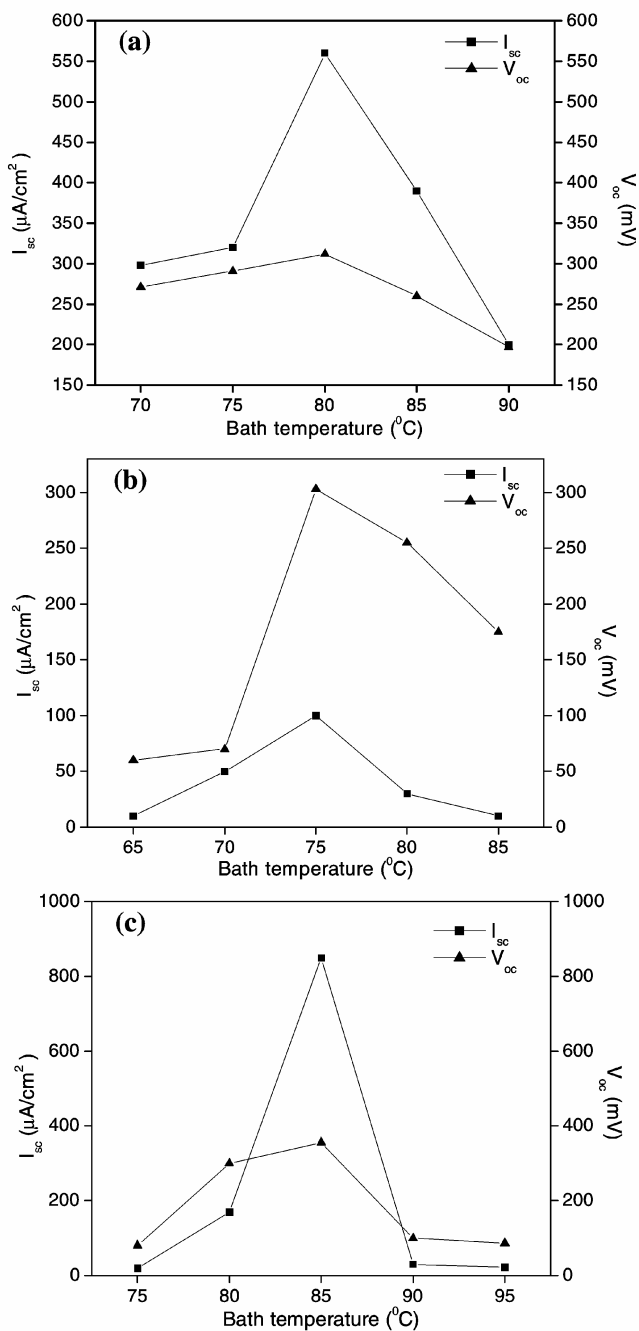 (a)
I_sc
V_oc
600
550
500
450
400
350
300
250
200
150
I_sc (μA/cm²)
600
550
500
450
400
350
300
250
200
150
V_oc (mV)
70 75 80 85 90
Bath temperature (⁰C)
(b)
I_sc
V_oc
300
250
200
150
100
50
0
I_sc (μA/cm²)
300
250
200
150
100
50
0
V_oc (mV)
65 70 75 80 85
Bath temperature (⁰C)
(c)
I_sc
V_oc
1000
800
600
400
200
0
I_sc (μA/cm²)
1000
800
600
400
200
0
V_oc (mV)
75 80 85 90 95
Bath temperature (⁰C)